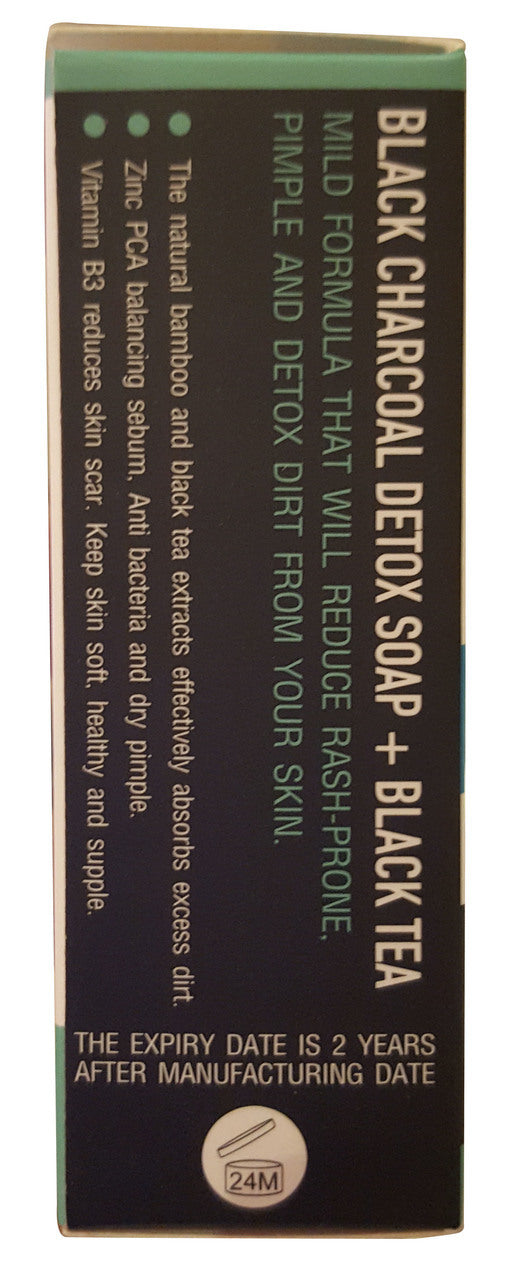 BLACK CHARCOAL DETOX SOAP + BLACK TEA
MILD FORMULA THAT WILL REDUCE RASH-PRONE,
PIMPLE AND DETOX DIRT FROM YOUR SKIN.
The natural bamboo and black tea extracts effectively absorbs excess dirt.
Zinc PCA balancing sebum, Anti bacteria and dry pimple.
Vitamin B3 reduces skin scar. Keep skin soft, healthy and supple.
THE EXPIRY DATE IS 2 YEARS
AFTER MANUFACTURING DATE
24M